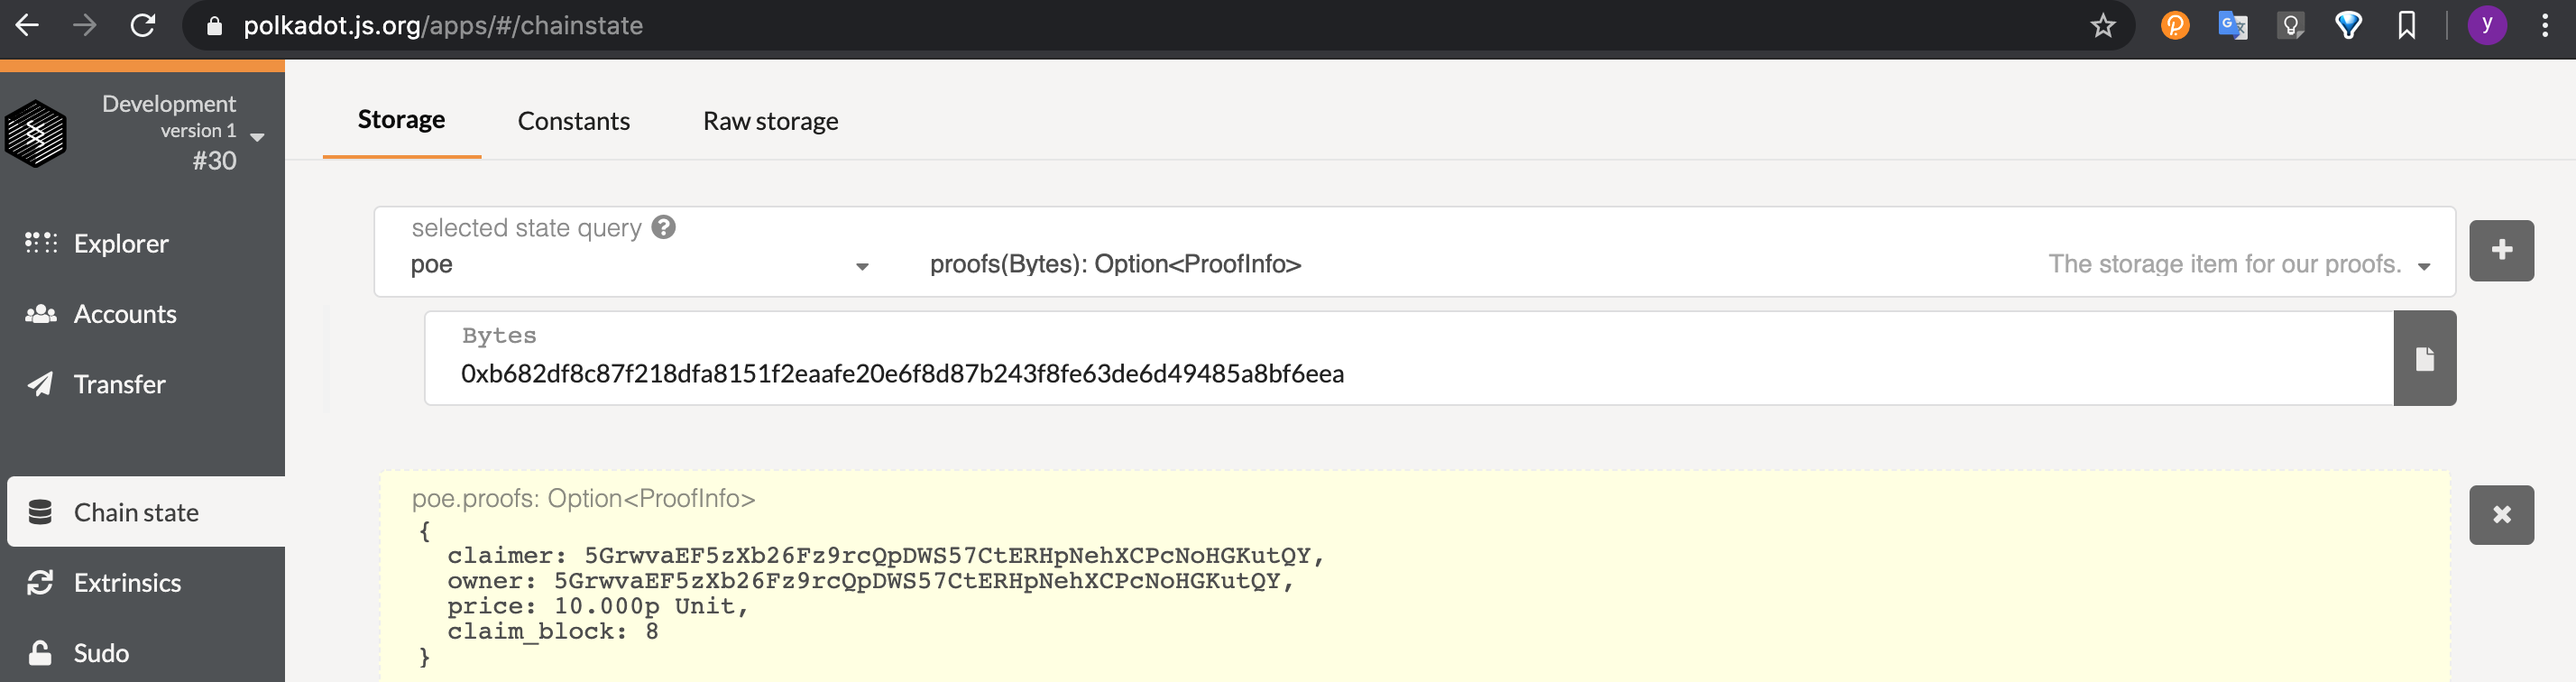 polkadot.js.org/apps/#/chainstate
y
Development
version 1
#30
Explorer
Accounts
Transfer
Chain state
Extrinsics
Sudo
Storage Constants Raw storage
selected state query
poe proofs(Bytes): Option<ProofInfo> The storage item for our proofs.
Bytes
0xb682df8c87f218dfa8151f2eaafe20e6f8d87b243f8fe63de6d49485a8bf6eea
poe.proofs: Option<ProofInfo>
{
claimer: 5GrwvaEF5zXb26Fz9rcQpDWS57CtERHpNehXCPcNoHGKutQY,
owner: 5GrwvaEF5zXb26Fz9rcQpDWS57CtERHpNehXCPcNoHGKutQY,
price: 10.000p Unit,
claim_block: 8
}